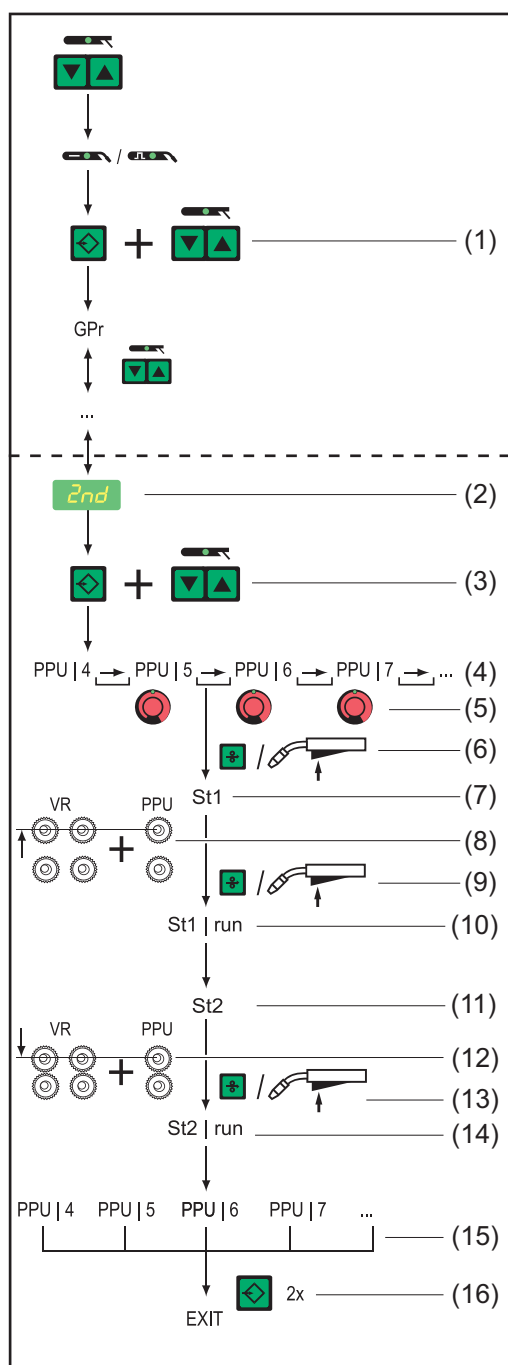 /
+ (1)
GPr
...
2nd (2)
+ (3)
PPU | 4 PPU | 5 PPU | 6 PPU | 7 ... (4)
(5)
/ (6)
St1 (7)
VR PPU
+ (8)
/ (9)
St1 | run (10)
St2 (11)
VR PPU
+ (12)
/ (13)
St2 | run (14)
PPU | 4 PPU | 5 PPU | 6 PPU | 7 ...
(15)
2x (16)
EXIT